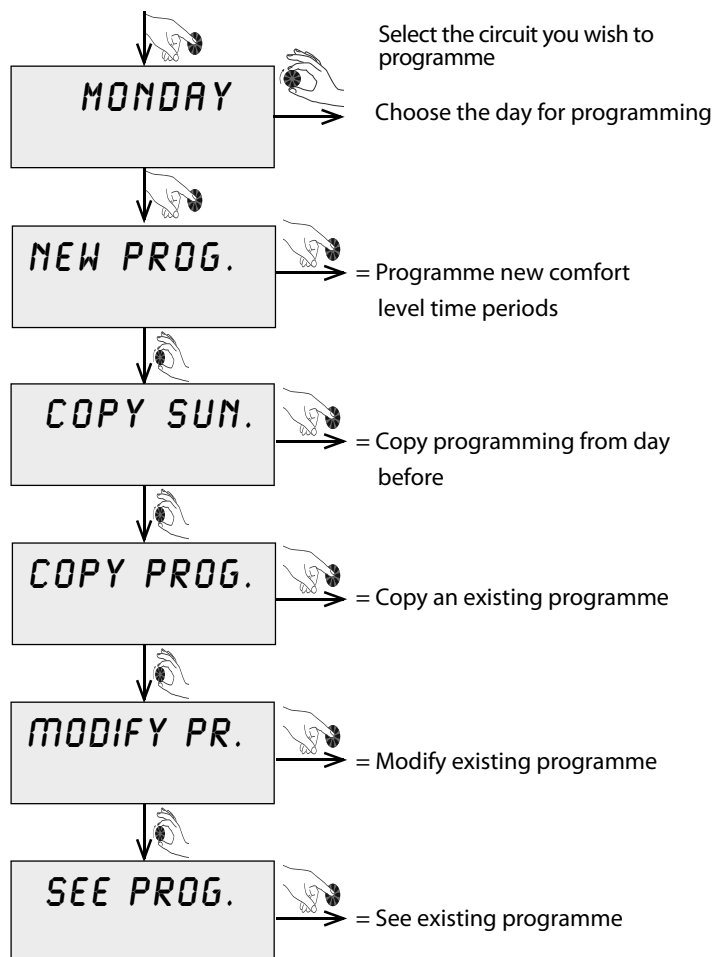 Select the circuit you wish to
programme
MONDAY
Choose the day for programming
NEW PROG.
= Programme new comfort
level time periods
COPY SUN.
= Copy programming from day
before
COPY PROG.
= Copy an existing programme
MODIFY PR.
= Modify existing programme
SEE PROG.
= See existing programme